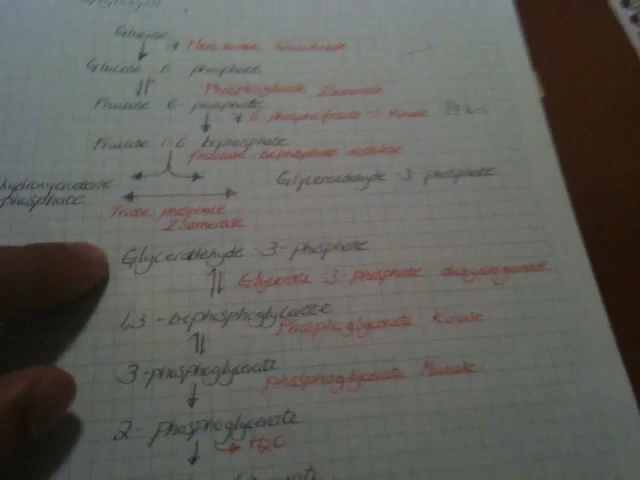 Glucose
Hexokinase Glucokinase
Glucose 6 phosphate
Phosphoglucose Isomerase
Fructose 6 phosphate
6 phosphofructo-1 Kinase
Fructose 1,6 bisphosphate
Fructose bisphosphate aldolase
hydroxyacetone phosphate
Glyceraldehyde 3 phosphate
Triose phosphate
Isomerase
Glyceraldehyde 3-phosphate
Glycerate 3-phosphate dehydrogenase
1,3-bisphosphoglycerate
Phosphoglycerate Kinase
3-phosphoglycerate
phosphoglycerate Mutase
2-phosphoglycerate
H2O